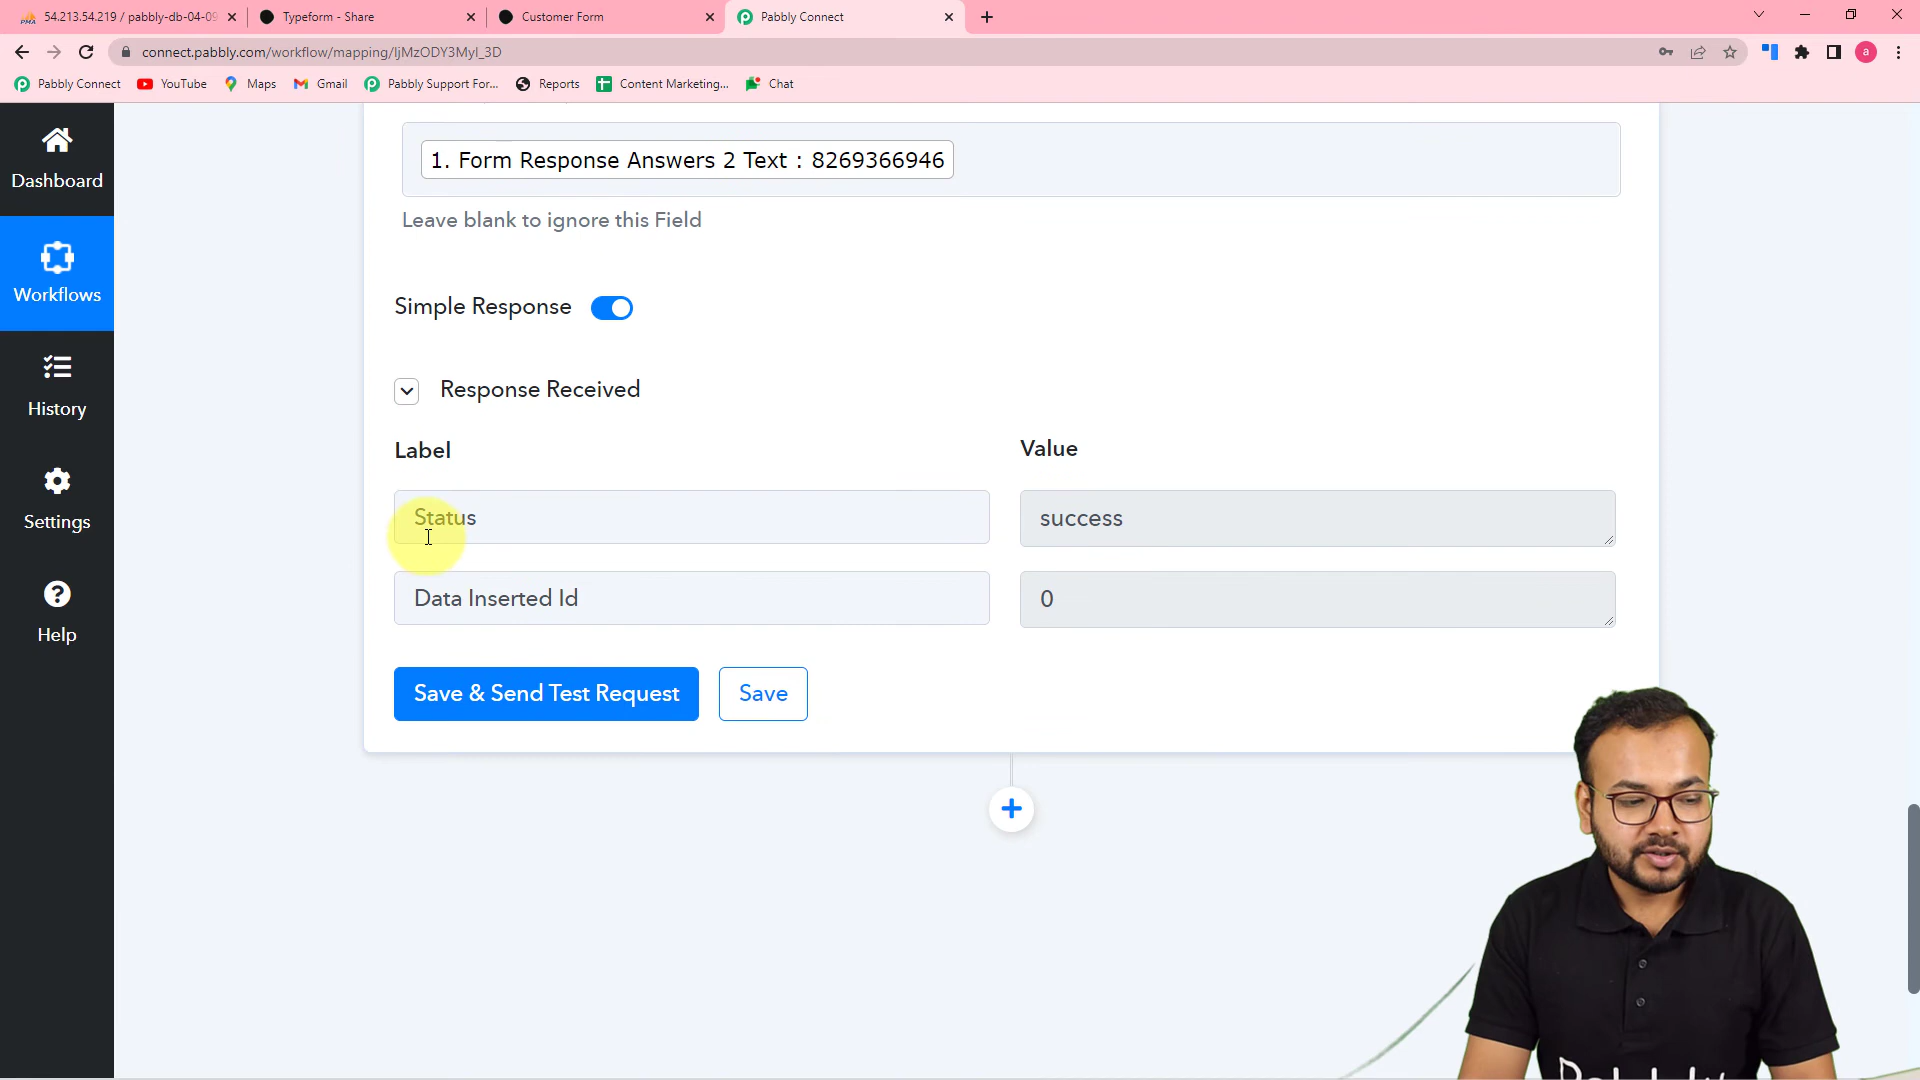 54.213.54.219 / pabbly-db-04-09
Typeform - Share
Customer Form
Pabbly Connect
connect.pabbly.com/workflow/mapping/IjMzODY3MyI_3D
a
Pabbly Connect
YouTube
Maps
Gmail
Pabbly Support For...
Reports
Content Marketing...
Chat
Dashboard
Workflows
History
Settings
Help
1. Form Response Answers 2 Text : 8269366946
Leave blank to ignore this Field
Simple Response
Response Received
Label
Value
Status
success
Data Inserted Id
0
Save & Send Test Request
Save